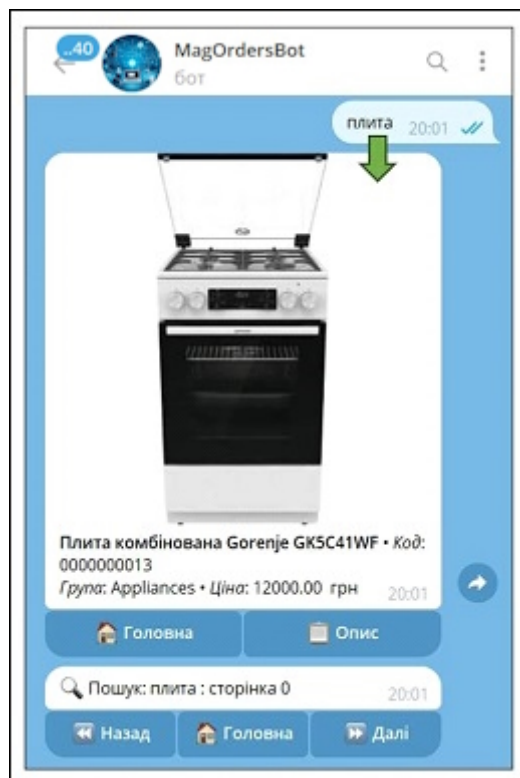 ..40
MagOrdersBot
бот
плита 20:01
Плита комбінована Gorenje GK5C41WF • Код:
0000000013
Група: Appliances • Ціна: 12000.00 грн 20:01
Головна Опис
Пошук: плита : сторінка 0 20:01
Назад Головна Далі